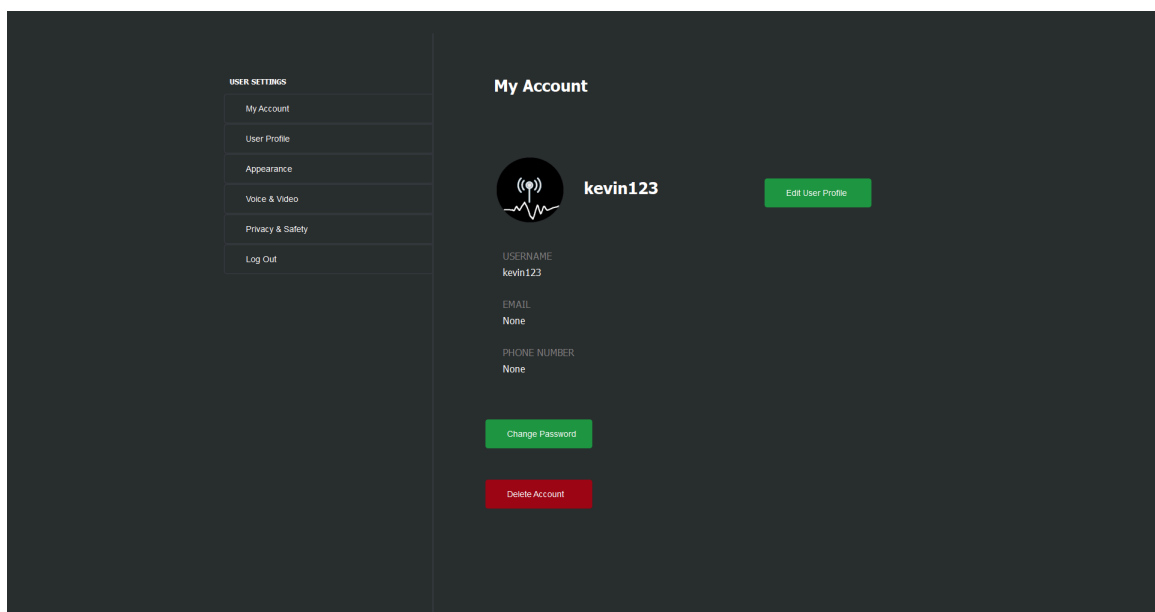 USER SETTINGS
My Account
User Profile
Appearance
Voice & Video
Privacy & Safety
Log Out
My Account
kevin123
Edit User Profile
USERNAME
kevin123
EMAIL
None
PHONE NUMBER
None
Change Password
Delete Account